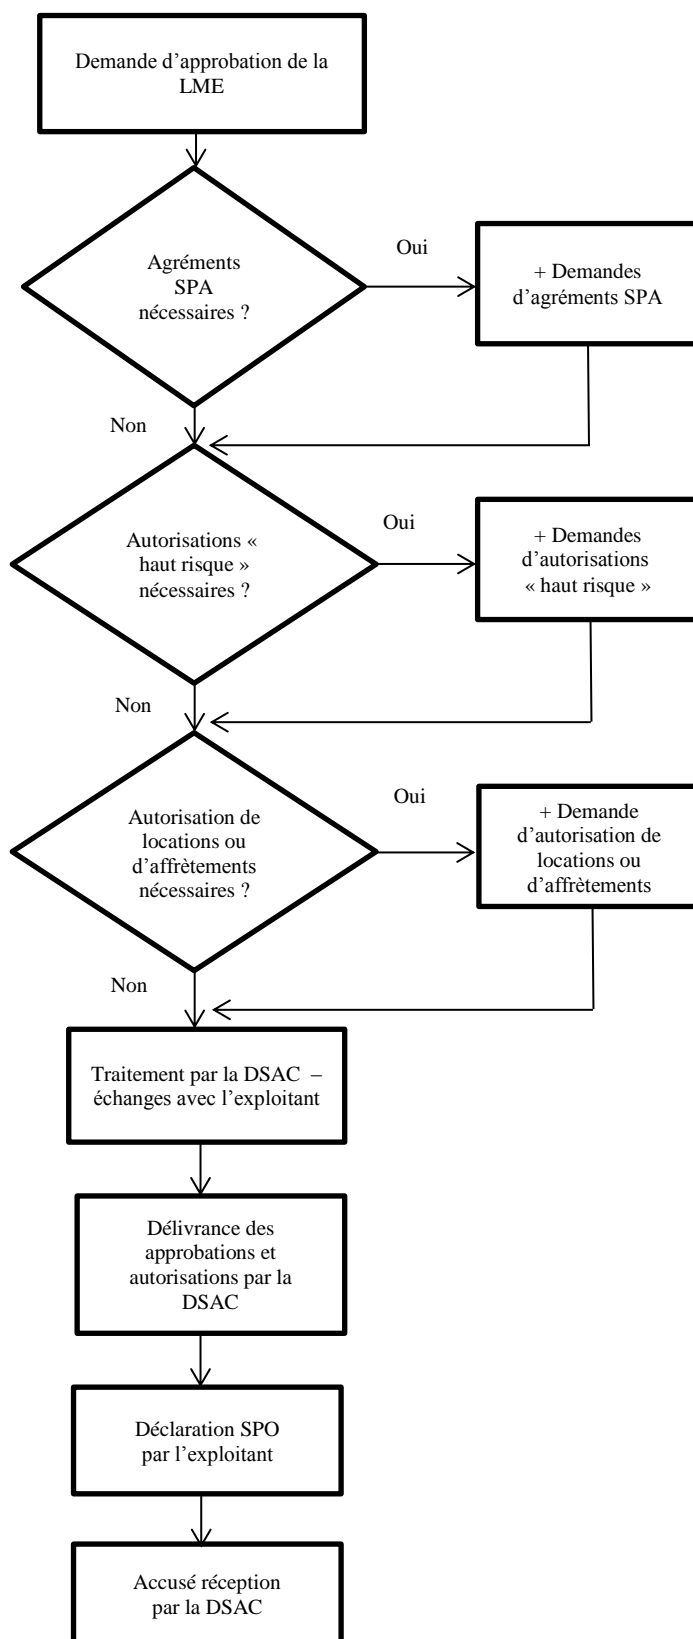 Demande d’approbation de la
LME
Agréments
SPA
nécessaires ?
Oui
+ Demandes
d’agréments SPA
Non
Autorisations «
haut risque »
nécessaires ?
Oui
+ Demandes
d’autorisations
« haut risque »
Non
Autorisation de
locations ou
d’affrètements
nécessaires ?
Oui
+ Demande
d’autorisation de
locations ou
d’affrètements
Non
Traitement par la DSAC –
échanges avec l’exploitant
Délivrance des
approbations et
autorisations par la
DSAC
Déclaration SPO
par l’exploitant
Accusé réception
par la DSAC